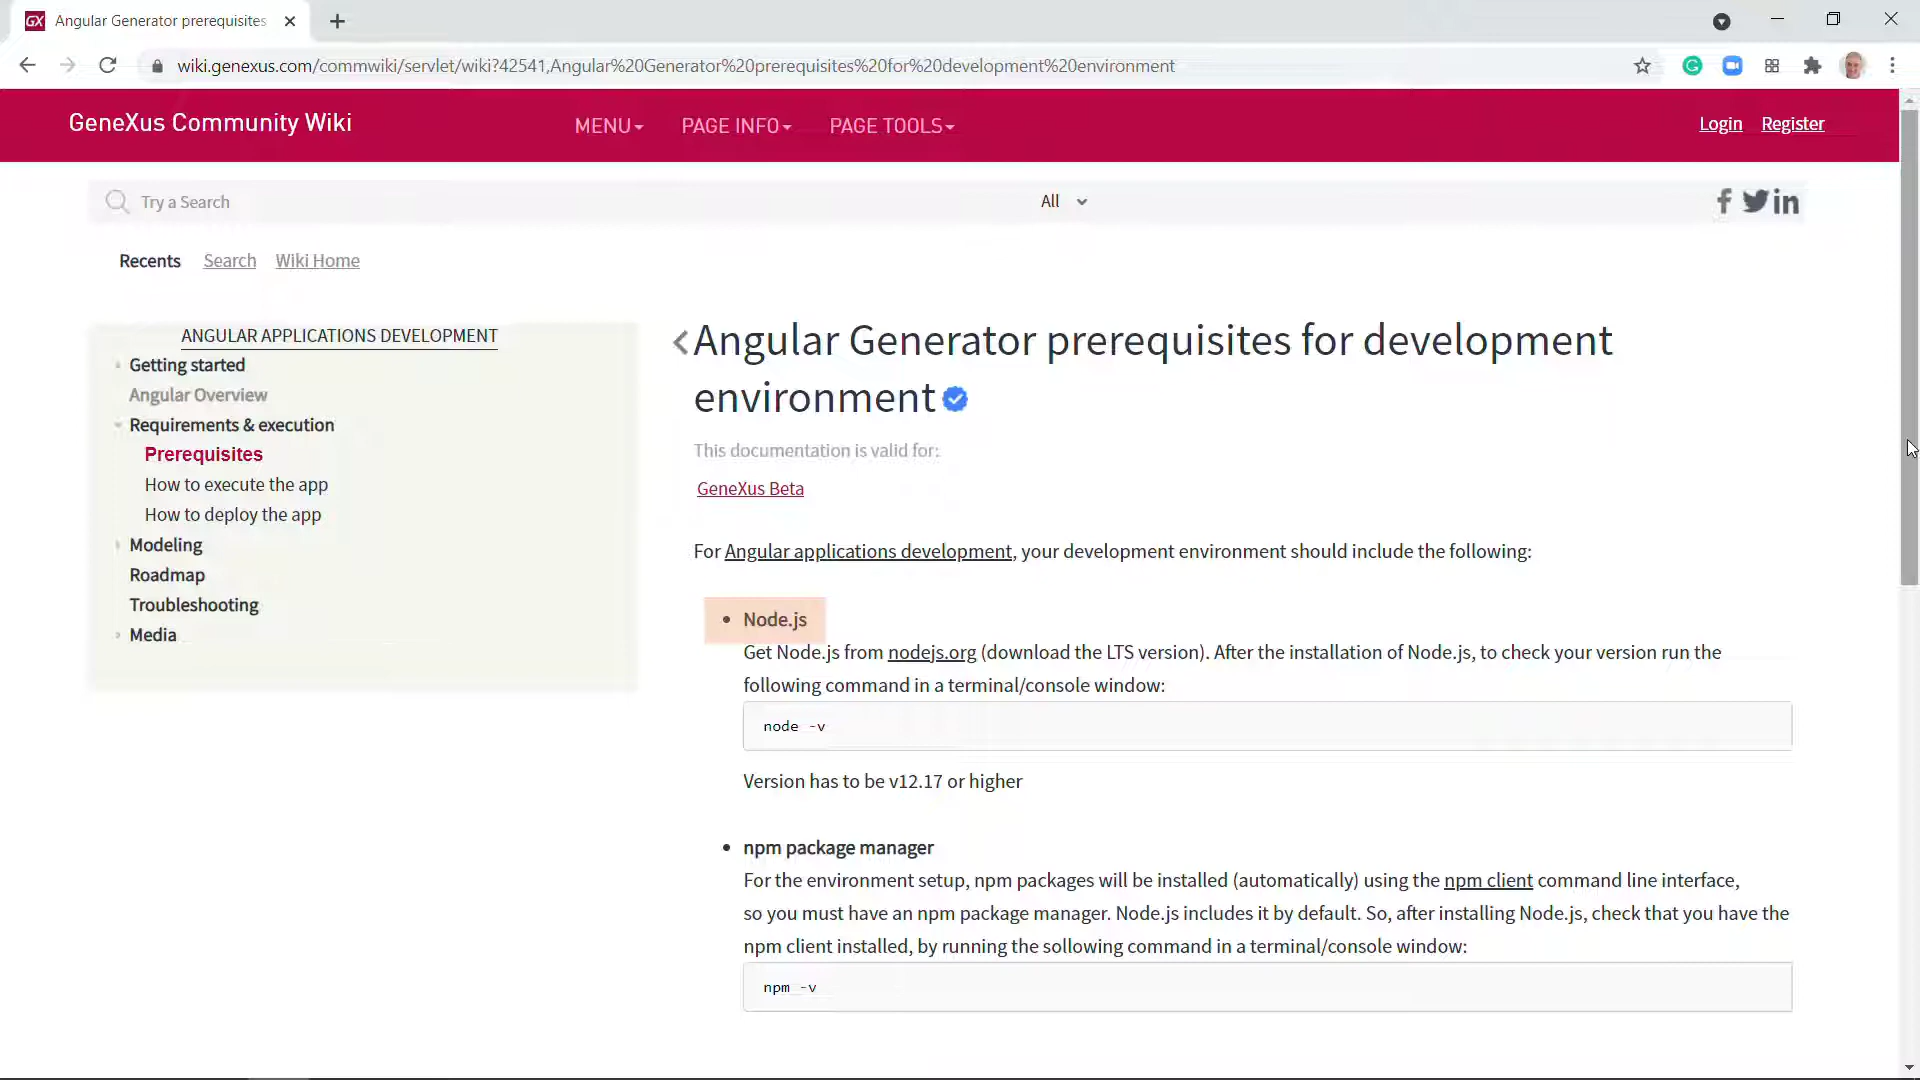 GX Angular Generator prerequisites
wiki.genexus.com/commwiki/servlet/wiki?42541,Angular%20Generator%20prerequisites%20for%20development%20environment
GeneXus Community Wiki
MENU PAGE INFO PAGE TOOLS
Login Register
Try a Search
All
Recents Search Wiki Home
ANGULAR APPLICATIONS DEVELOPMENT
Getting started
Angular Overview
Requirements & execution
Prerequisites
How to execute the app
How to deploy the app
Modeling
Roadmap
Troubleshooting
Media
Angular Generator prerequisites for development
environment
This documentation is valid for:
GeneXus Beta
For Angular applications development, your development environment should include the following:
• Node.js
Get Node.js from nodejs.org (download the LTS version). After the installation of Node.js, to check your version run the
following command in a terminal/console window:
node -v
Version has to be v12.17 or higher
• npm package manager
For the environment setup, npm packages will be installed (automatically) using the npm client command line interface,
so you must have an npm package manager. Node.js includes it by default. So, after installing Node.js, check that you have the
npm client installed, by running the sollowing command in a terminal/console window:
npm -v